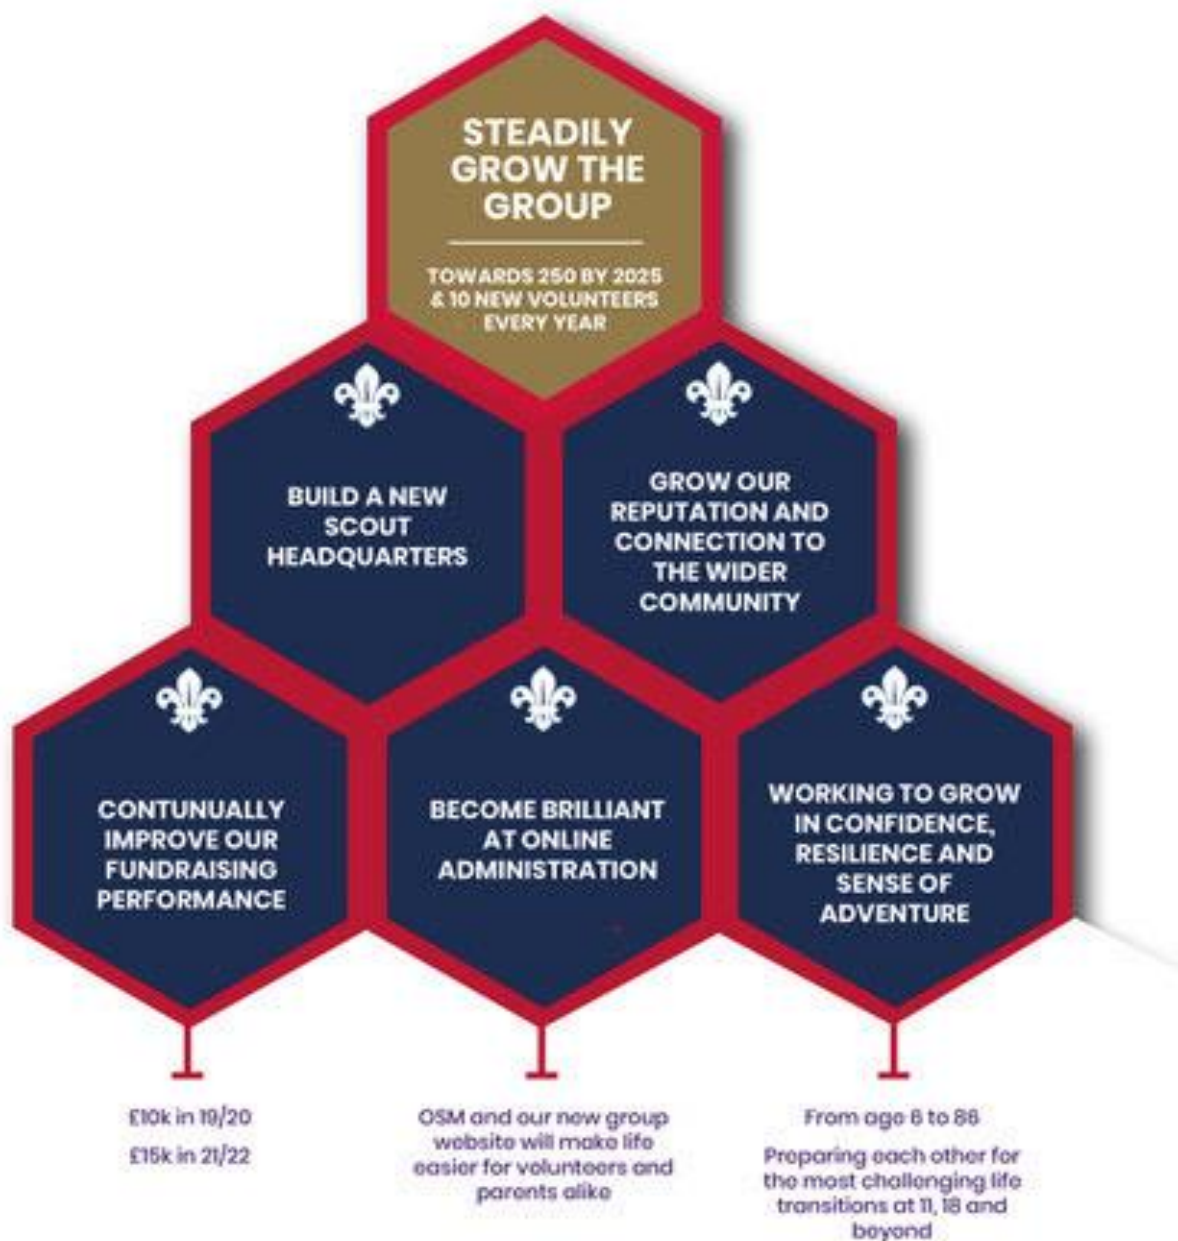 STEADILY
GROW THE
GROUP
TOWARDS 250 BY 2025
& 10 NEW VOLUNTEERS
EVERY YEAR
BUILD A NEW
SCOUT
HEADQUARTERS
GROW OUR
REPUTATION AND
CONNECTION TO
THE WIDER
COMMUNITY
CONTUNUALLY
IMPROVE OUR
FUNDRAISING
PERFORMANCE
BECOME BRILLIANT
AT ONLINE
ADMINISTRATION
WORKING TO GROW
IN CONFIDENCE,
RESILIENCE AND
SENSE OF
ADVENTURE
£10k in 19/20
£15k in 21/22
OSM and our new group
website will make life
easier for volunteers and
parents alike
From age 6 to 86
Preparing each other for
the most challenging life
transitions at 11, 18 and
beyond